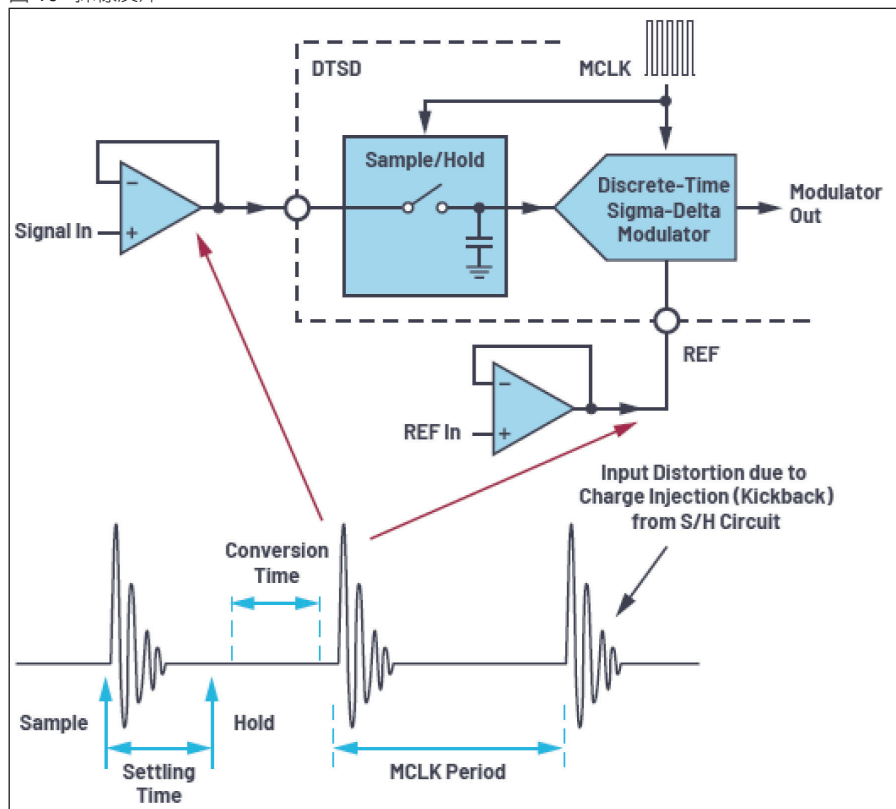 DTSD
MCLK
Sample/Hold
Discrete-Time
Sigma-Delta
Modulator
Modulator
Out
Signal In
REF
REF In
Input Distortion due to
Charge Injection (Kickback)
from S/H Circuit
Conversion
Time
Sample
Hold
Settling
Time
MCLK Period